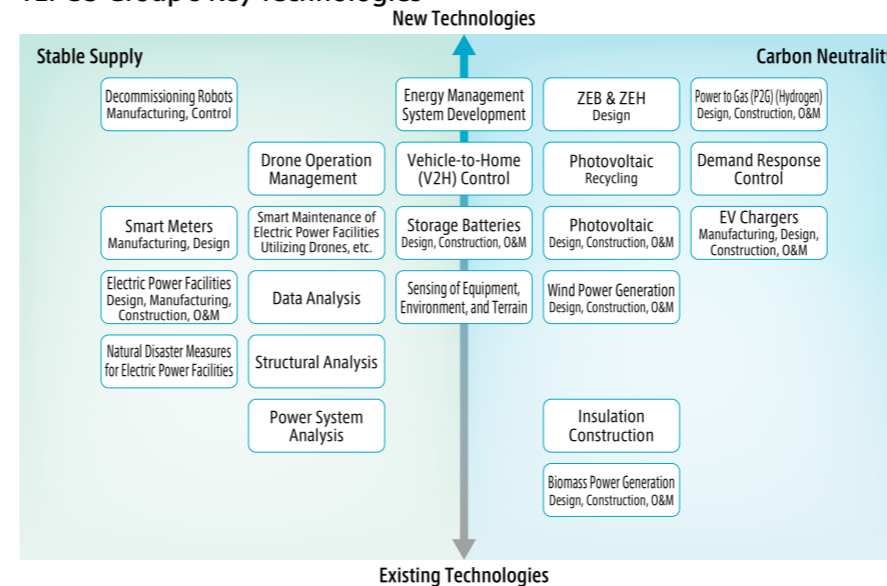 New Technologies
Stable Supply
Carbon Neutrality
Decommissioning Robots
Manufacturing, Control
Energy Management
System Development
ZEB & ZEH
Design
Power to Gas (P2G) (Hydrogen)
Design, Construction, O&M
Drone Operation
Management
Vehicle-to-Home
(V2H) Control
Photovoltaic
Recycling
Demand Response
Control
Smart Meters
Manufacturing, Design
Smart Maintenance of
Electric Power Facilities
Utilizing Drones, etc.
Storage Batteries
Design, Construction, O&M
Photovoltaic
Design, Construction, O&M
EV Chargers
Manufacturing, Design,
Construction, O&M
Electric Power Facilities
Design, Manufacturing,
Construction, O&M
Data Analysis
Sensing of Equipment,
Environment, and Terrain
Wind Power Generation
Design, Construction, O&M
Natural Disaster Measures
for Electric Power Facilities
Structural Analysis
Power System
Analysis
Insulation
Construction
Biomass Power Generation
Design, Construction, O&M
Existing Technologies